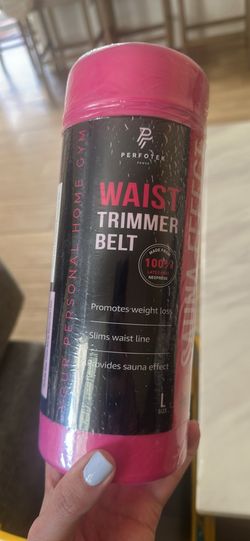 PERFOTEK
WAIST
TRIMMER
BELT
MADE FROM
100%
LATEX FREE
NEOPRENE
Promotes weight loss
Slims waist line
Provides sauna effect
L
SIZE
YOUR PERSONAL HOME GYM
SAUNA EFFECT